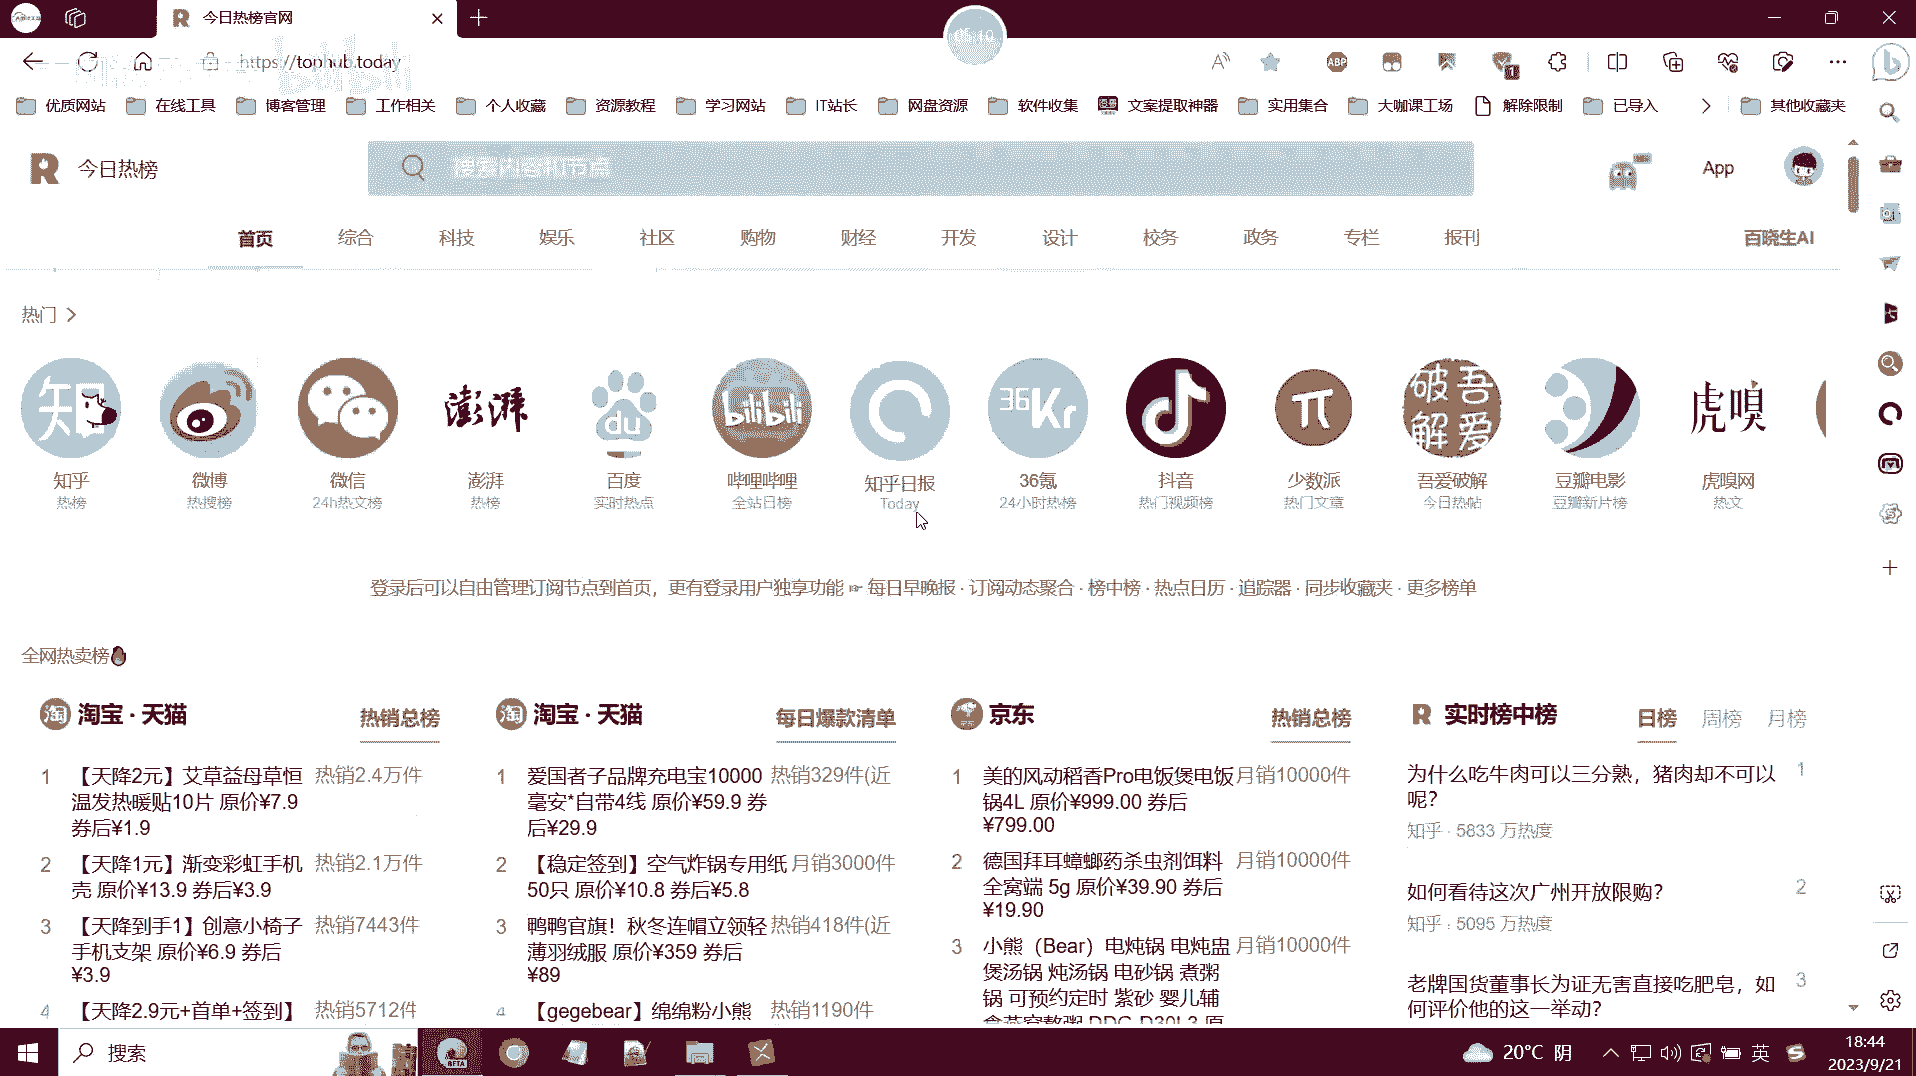 今日热榜官网
05:10
https://tophub.today
bilibili
ABP
1
优质网站
在线工具
博客管理
工作相关
个人收藏
资源教程
学习网站
IT站长
网盘资源
软件收集
文案提取神器
实用集合
大咖课工场
解除限制
已导入
其他收藏夹
今日热榜
搜索内容和节点
App
首页 综合 科技 娱乐 社区 购物 财经 开发 设计 校务 政务 专栏 报刊 百晓生AI
热门
知乎
热榜
微博
热搜榜
微信
24h热文榜
澎湃
澎湃
热榜
du
百度
实时热点
bilibili
哔哩哔哩
全站日榜
知乎日报
Today
36Kr
36氪
24小时热榜
抖音
热门视频榜
π
少数派
热门文章
吾爱破解
吾爱破解
今日热帖
豆瓣电影
豆瓣新片榜
虎嗅
虎嗅网
热文
登录后可以自由管理订阅节点到首页，更有登录用户独享功能 ☞ 每日早晚报 · 订阅动态聚合 · 榜中榜 · 热点日历 · 追踪器 · 同步收藏夹 · 更多榜单
全网热卖榜
淘 淘宝 · 天猫 热销总榜
1 【天降2元】艾草益母草恒 热销2.4万件
温发热暖贴10片 原价¥7.9
券后¥1.9
2 【天降1元】渐变彩虹手机 热销2.1万件
壳 原价¥13.9 券后¥3.9
3 【天降到手1】创意小椅子 热销7443件
手机支架 原价¥6.9 券后
¥3.9
4 【天降2.9元+首单+签到】 热销5712件
淘 淘宝 · 天猫 每日爆款清单
1 爱国者子品牌充电宝10000 热销329件(近
毫安*自带4线 原价¥59.9 券
后¥29.9
2 【稳定签到】空气炸锅专用纸 月销3000件
50只 原价¥10.8 券后¥5.8
3 鸭鸭官旗！秋冬连帽立领轻 热销418件(近
薄羽绒服 原价¥359 券后
¥89
4 【gegebear】绵绵粉小熊 热销1190件
京东 热销总榜
1 美的风动稻香Pro电饭煲电饭 月销10000件
锅4L 原价¥999.00 券后
¥799.00
2 德国拜耳蟑螂药杀虫剂饵料 月销10000件
全窝端 5g 原价¥39.90 券后
¥19.90
3 小熊（Bear）电炖锅 电炖盅 月销10000件
煲汤锅 炖汤锅 电砂锅 煮粥
锅 可预约定时 紫砂 婴儿辅
实时榜中榜 日榜 周榜 月榜
为什么吃牛肉可以三分熟，猪肉却不可以 1
呢？
知乎 · 5833 万热度
如何看待这次广州开放限购？ 2
知乎 · 5095 万热度
老牌国货董事长为证无害直接吃肥皂，如 3
何评价他的这一举动？
搜索
BETA
20°C 阴
英
18:44
2023/9/21